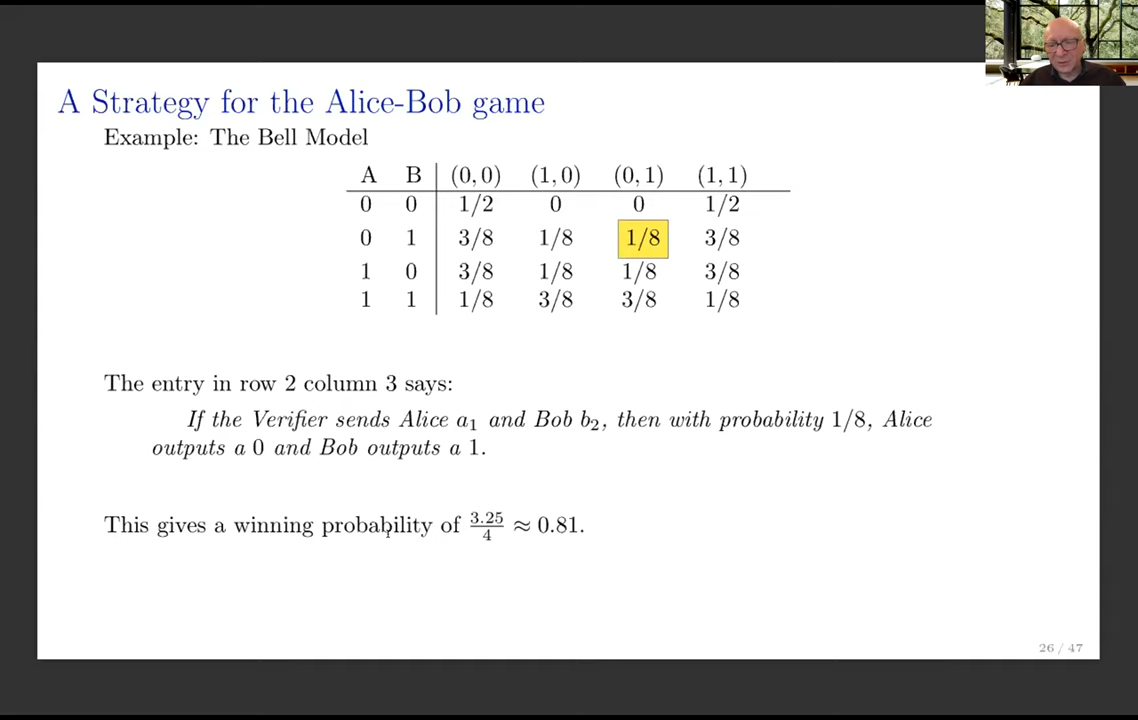 A Strategy for the Alice-Bob game
Example: The Bell Model
A B (0, 0) (1, 0) (0, 1) (1, 1)
0 0 1/2 0 0 1/2
0 1 3/8 1/8 1/8 3/8
1 0 3/8 1/8 1/8 3/8
1 1 1/8 3/8 3/8 1/8
The entry in row 2 column 3 says:
If the Verifier sends Alice a₁ and Bob b₂, then with probability 1/8, Alice
outputs a 0 and Bob outputs a 1.
This gives a winning probability of 3.25/4 ≈ 0.81.
26 / 47